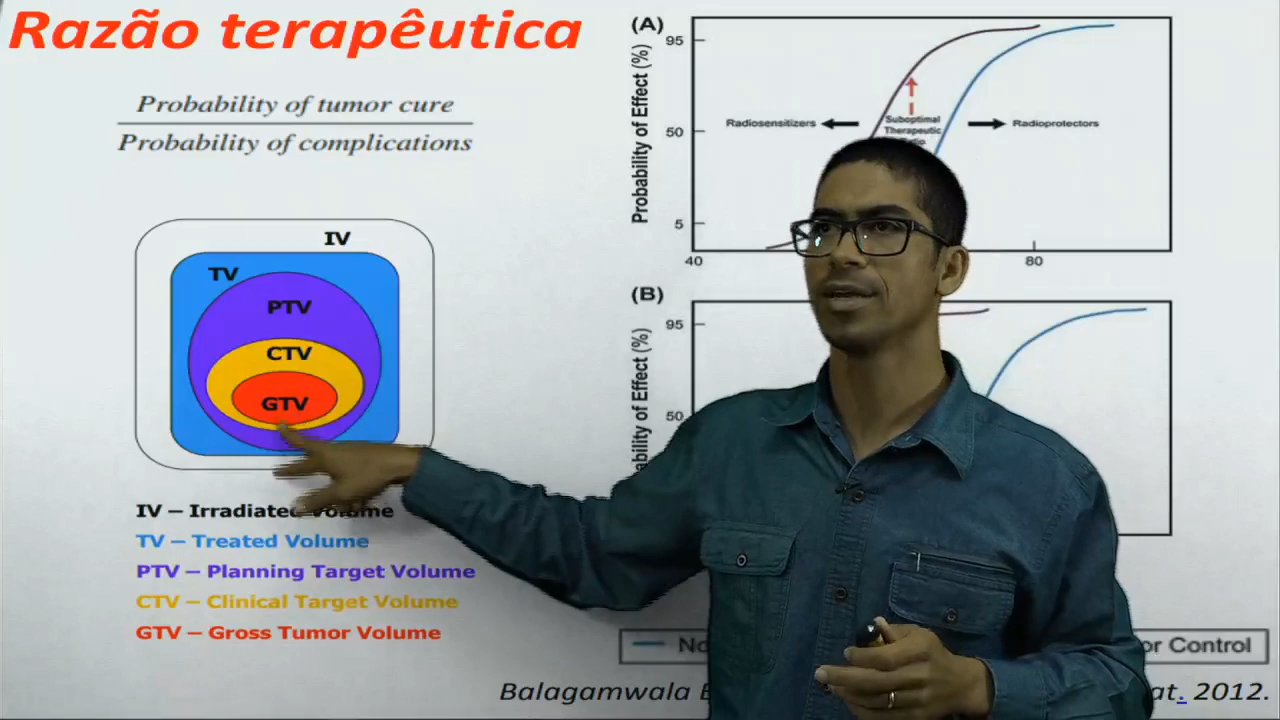 Razão terapêutica
Probability of tumor cure
Probability of complications
IV
TV
PTV
CTV
GTV
IV – Irradiated Volume
TV – Treated Volume
PTV – Planning Target Volume
CTV – Clinical Target Volume
GTV – Gross Tumor Volume
(A)
Probability of Effect (%)
95
50
5
40
80
Radiosensitizers
Suboptimal
Therapeutic
Radioprotectors
(B)
of Effect (%)
95
50
Control
Balagamwala
2012.